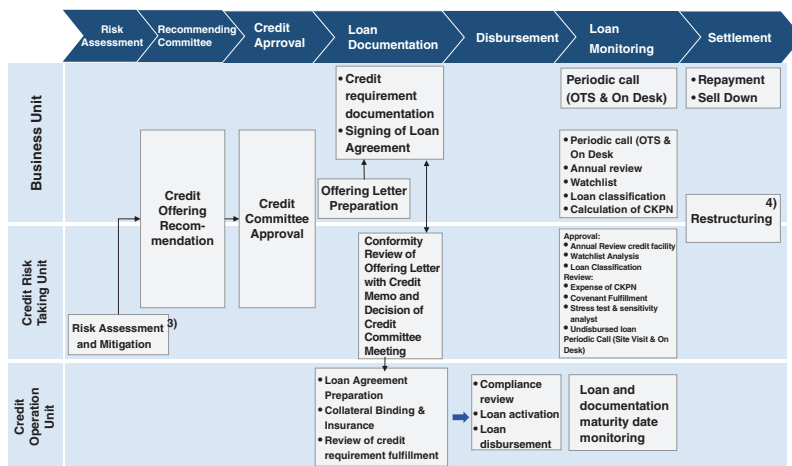 Risk
Assessment
Recommending
Committee
Credit
Aprroval
Loan
Documentation
Disbursement
Loan
Monitoring
Settlement
Business Unit
• Credit
requirement
documentation
• Signing of Loan
Agreement
Periodic call
(OTS & On Desk)
• Repayment
• Sell Down
Credit
Offering
Recom-
mendation
Credit
Committee
Approval
Offering Letter
Preparation
• Periodic call (OTS &
On Desk
• Annual review
• Watchlist
• Loan classification
• Calculation of CKPN
4)
Restructuring
Credit Risk
Taking Unit
Risk Assessment
and Mitigation
3)
Conformity
Review of
Offering Letter
with Credit
Memo and
Decision of
Credit
Committee
Meeting
Approval:
• Annual Review credit facility
• Watchlist Analysis
• Loan Classification
Review:
• Expense of CKPN
• Covenant Fulfillment
• Stress test & sensitivity
analyst
• Undisbursed loan
Periodic Call (Site Visit & On
Desk)
Credit
Operation
Unit
• Loan Agreement
Preparation
• Collateral Binding &
Insurance
• Review of credit
requirement fulfillment
• Compliance
review
• Loan activation
• Loan
disbursement
Loan and
documentation
maturity date
monitoring